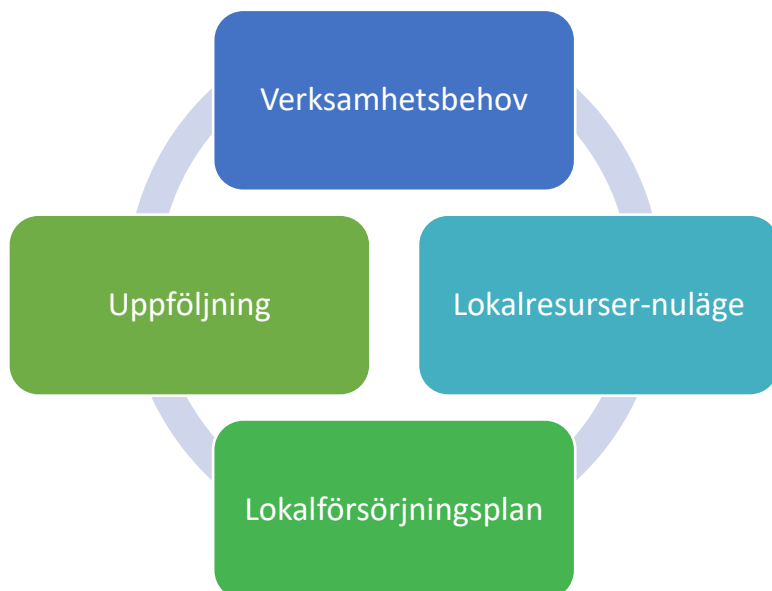 Verksamhetsbehov
Uppföljning
Lokalresurser-nuläge
Lokalförsörjningsplan